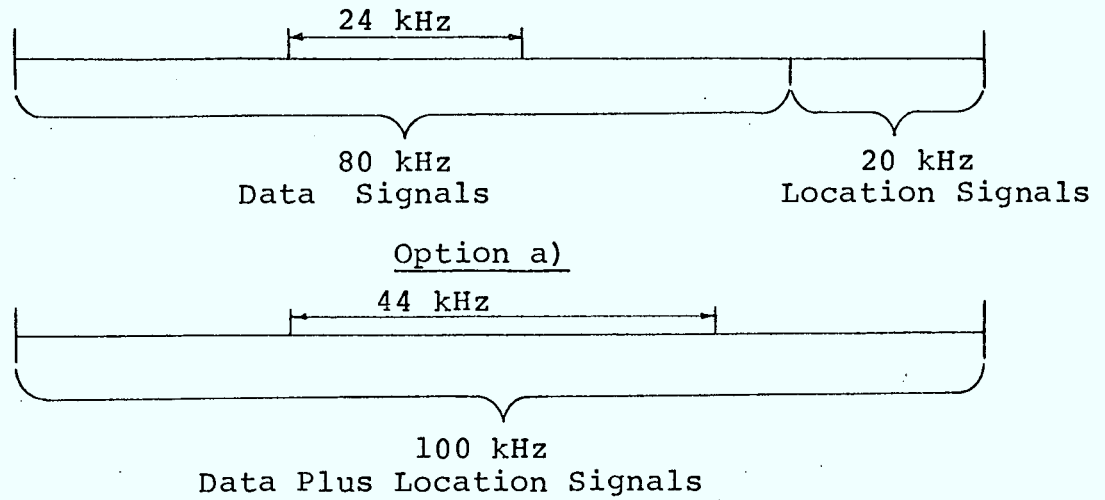 24 kHz
80 kHz
Data Signals
20 kHz
Location Signals
Option a)
44 kHz
100 kHz
Data Plus Location Signals